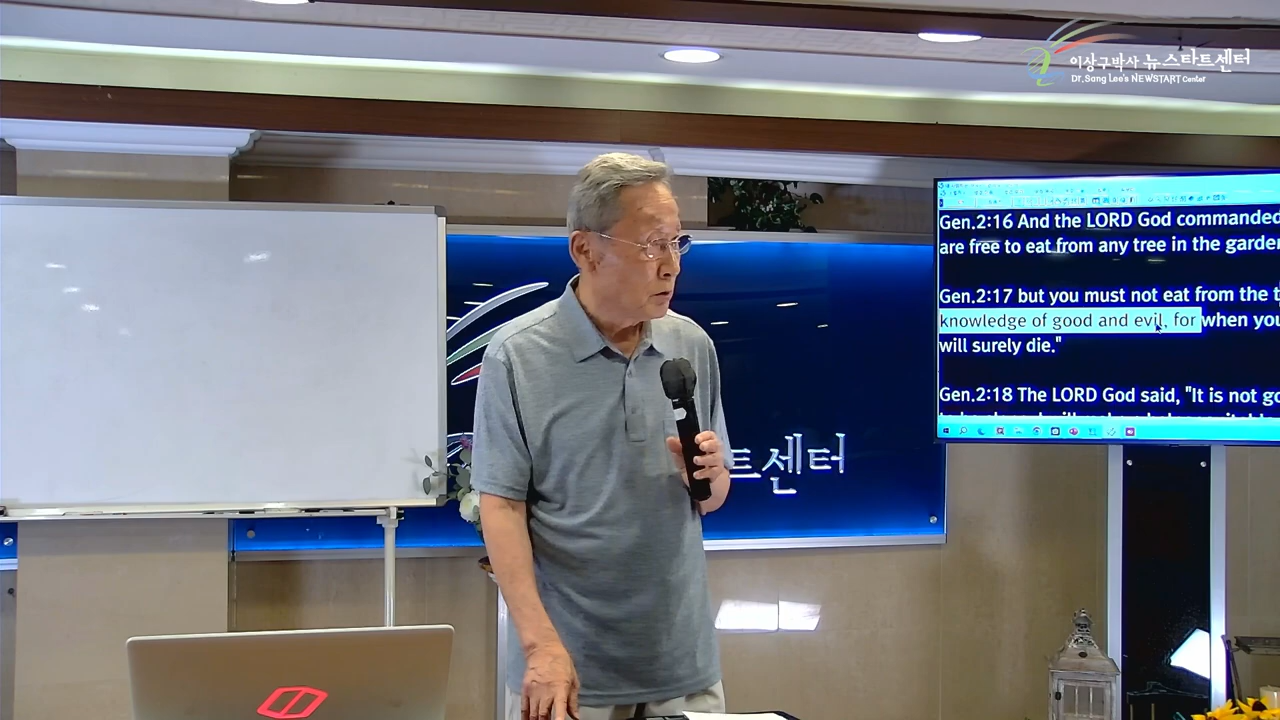 이상구박사 뉴스타트센터
Dr. Sang Lee's NEWSTART Center
Gen.2:16 And the LORD God commanded
are free to eat from any tree in the garde
Gen.2:17 but you must not eat from the
knowledge of good and evil, for when you
will surely die."
Gen.2:18 The LORD God said, "It is not go
트센터